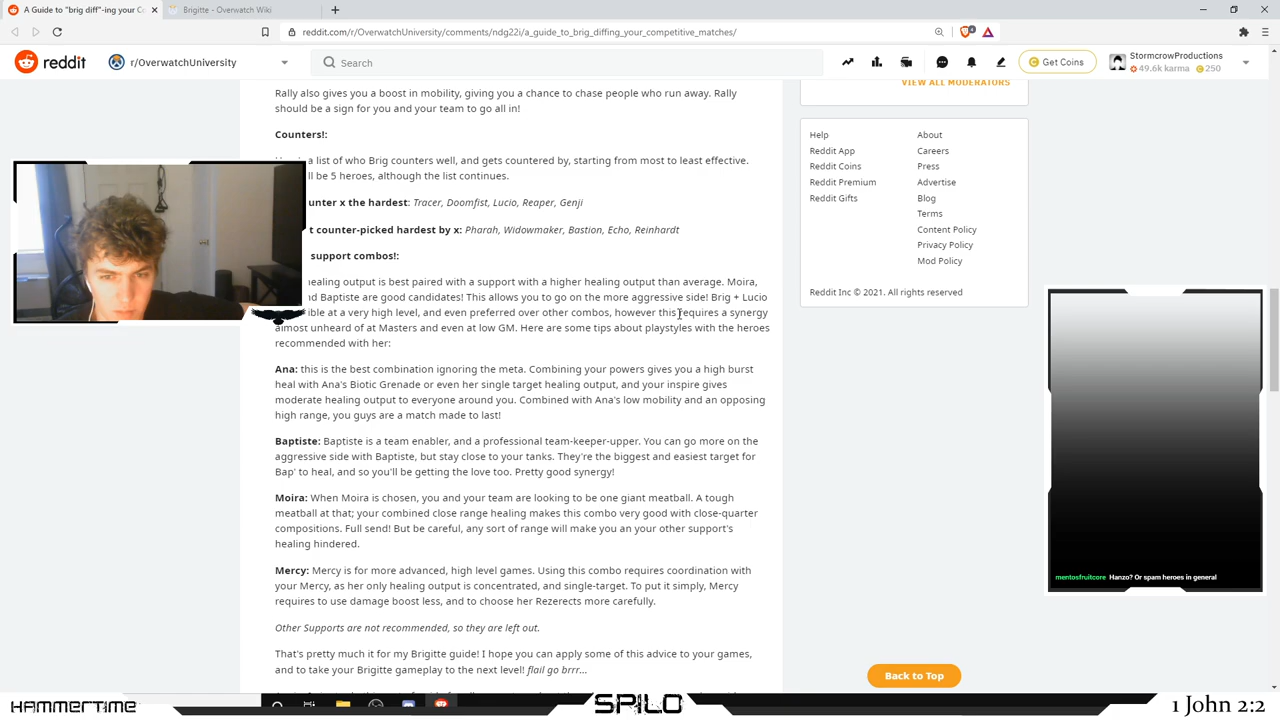 A Guide to "brig diff"-ing your C
Brigitte - Overwatch Wiki
reddit.com/r/OverwatchUniversity/comments/ndg22i/a_guide_to_brig_diffing_your_competitive_matches/
reddit
r/OverwatchUniversity
Search
Get Coins
StormcrowProductions
49.6k karma 250
Rally also gives you a boost in mobility, giving you a chance to chase people who run away. Rally
should be a sign for you and your team to go all in!
Counters!:
a list of who Brig counters well, and gets countered by, starting from most to least effective.
ll be 5 heroes, although the list continues.
unter x the hardest: Tracer, Doomfist, Lucio, Reaper, Genji
t counter-picked hardest by x: Pharah, Widowmaker, Bastion, Echo, Reinhardt
support combos!:
healing output is best paired with a support with a higher healing output than average. Moira,
nd Baptiste are good candidates! This allows you to go on the more aggressive side! Brig + Lucio
ible at a very high level, and even preferred over other combos, however this requires a synergy
almost unheard of at Masters and even at low GM. Here are some tips about playstyles with the heroes
recommended with her:
Ana: this is the best combination ignoring the meta. Combining your powers gives you a high burst
heal with Ana's Biotic Grenade or even her single target healing output, and your inspire gives
moderate healing output to everyone around you. Combined with Ana's low mobility and an opposing
high range, you guys are a match made to last!
Baptiste: Baptiste is a team enabler, and a professional team-keeper-upper. You can go more on the
aggressive side with Baptiste, but stay close to your tanks. They're the biggest and easiest target for
Bap' to heal, and so you'll be getting the love too. Pretty good synergy!
Moira: When Moira is chosen, you and your team are looking to be one giant meatball. A tough
meatball at that; your combined close range healing makes this combo very good with close-quarter
compositions. Full send! But be careful, any sort of range will make you an your other support's
healing hindered.
Mercy: Mercy is for more advanced, high level games. Using this combo requires coordination with
your Mercy, as her only healing output is concentrated, and single-target. To put it simply, Mercy
requires to use damage boost less, and to choose her Rezerects more carefully.
Other Supports are not recommended, so they are left out.
That's pretty much it for my Brigitte guide! I hope you can apply some of this advice to your games,
and to take your Brigitte gameplay to the next level! flail go brrr...
VIEW ALL MODERATORS
Help
About
Reddit App
Careers
Reddit Coins
Press
Reddit Premium
Advertise
Reddit Gifts
Blog
Terms
Content Policy
Privacy Policy
Mod Policy
Reddit Inc © 2021. All rights reserved
mentosfruitcore Hanzo? Or spam heroes in general
Back to Top
HAMMERTIME
SPILO
1 John 2:2